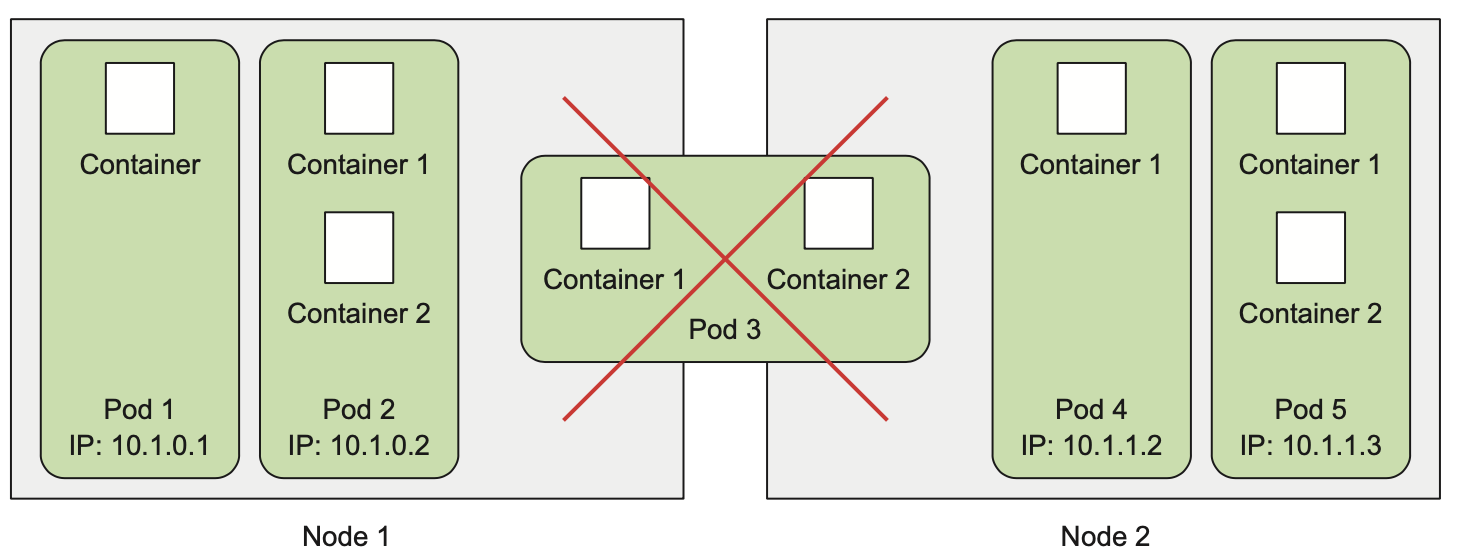 Container
Pod 1
IP: 10.1.0.1
Container 1
Container 2
Pod 2
IP: 10.1.0.2
Node 1
Container 1
Container 2
Pod 3
Container 1
Pod 4
IP: 10.1.1.2
Container 1
Container 2
Pod 5
IP: 10.1.1.3
Node 2